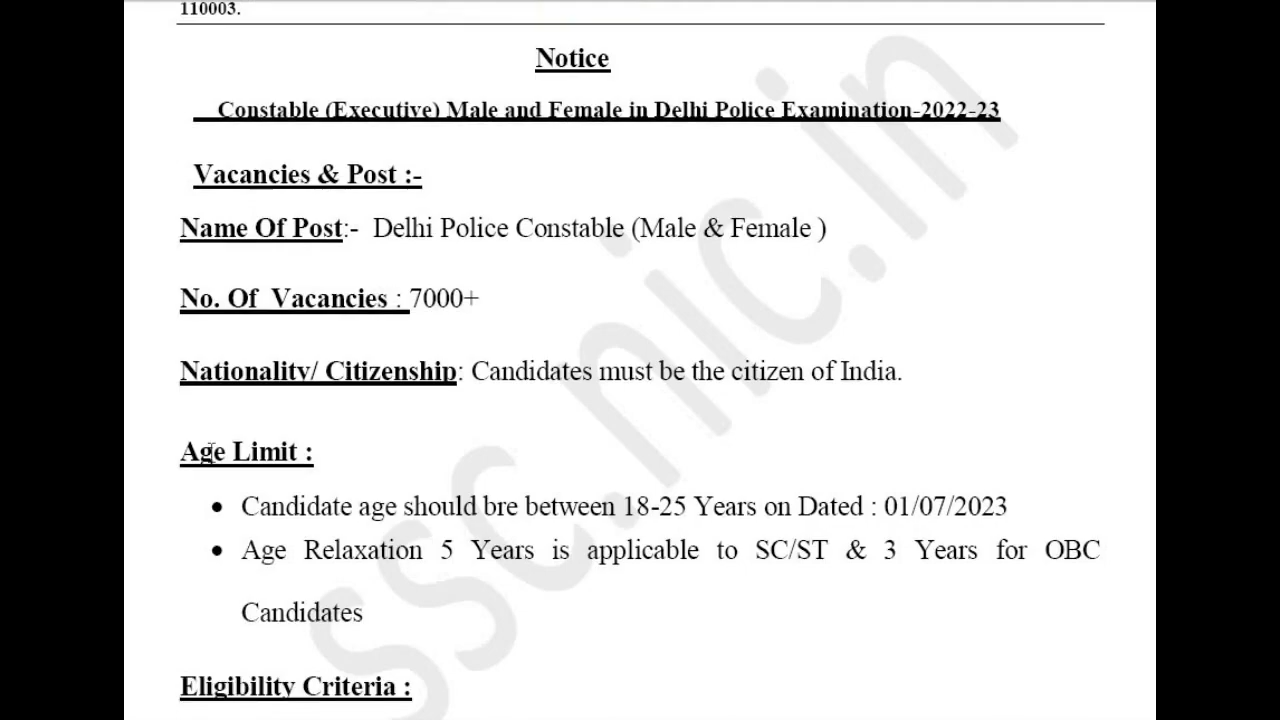 110003.
Notice
Constable (Executive) Male and Female in Delhi Police Examination-2022-23
Vacancies & Post :-
Name Of Post:- Delhi Police Constable (Male & Female )
No. Of Vacancies : 7000+
Nationality/ Citizenship: Candidates must be the citizen of India.
Age Limit :
• Candidate age should bre between 18-25 Years on Dated : 01/07/2023
• Age Relaxation 5 Years is applicable to SC/ST & 3 Years for OBC
Candidates
Eligibility Criteria :
ssc.nic.in